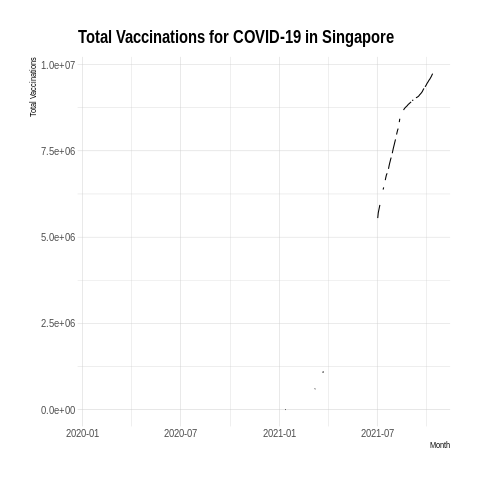 Total Vaccinations for COVID-19 in Singapore
Total Vaccinations
1.0e+07
7.5e+06
5.0e+06
2.5e+06
0.0e+00
2020-01 2020-07 2021-01 2021-07
Month